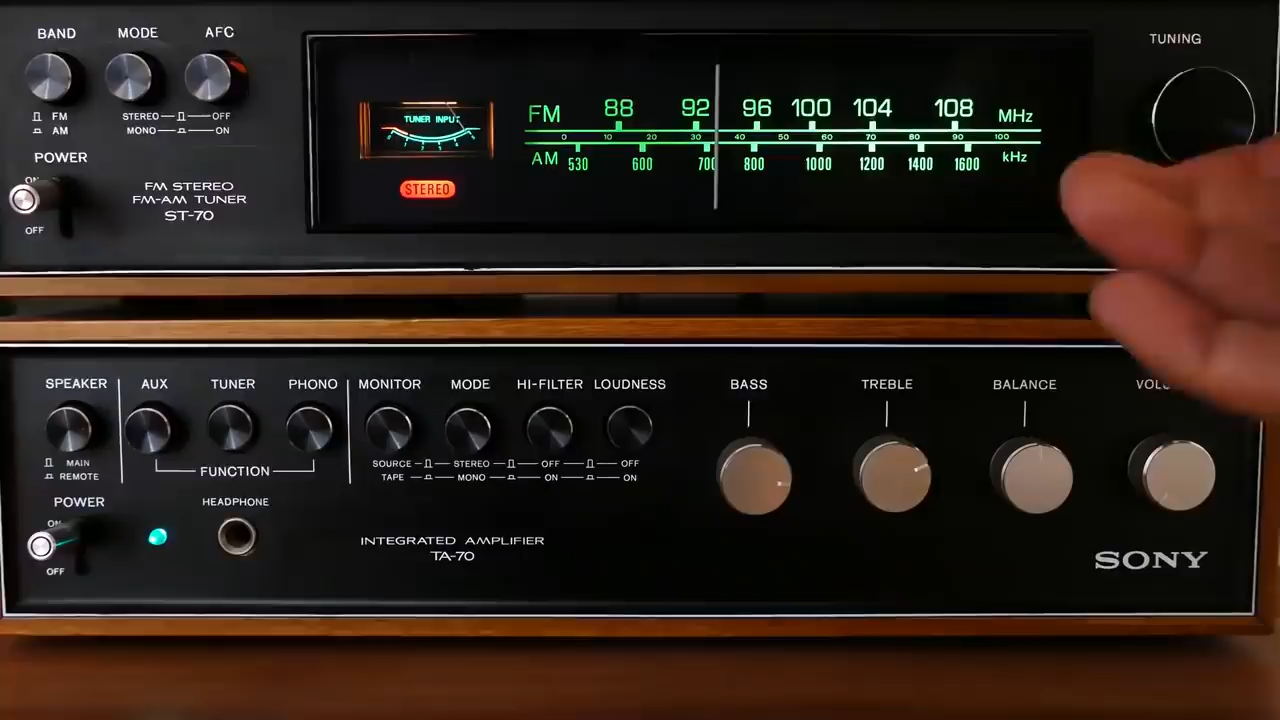 BAND MODE AFC
FM
AM
STEREO OFF
MONO ON
POWER
ON
OFF
FM STEREO
FM-AM TUNER
ST-70
TUNER INPUT
STEREO
FM 88 92 96 100 104 108 MHz
0 10 20 30 40 50 60 70 80 90 100
AM 530 600 700 800 1000 1200 1400 1600 kHz
TUNING
SPEAKER AUX TUNER PHONO MONITOR MODE HI-FILTER LOUDNESS BASS TREBLE BALANCE
MAIN
REMOTE
FUNCTION
SOURCE STEREO OFF OFF
TAPE MONO ON ON
POWER
ON
OFF
HEADPHONE
INTEGRATED AMPLIFIER
TA-70
SONY